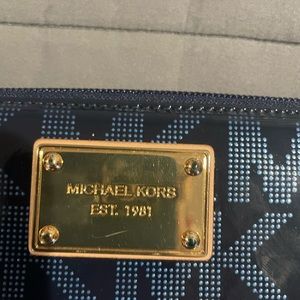 MICHAEL KORS
EST. 1981